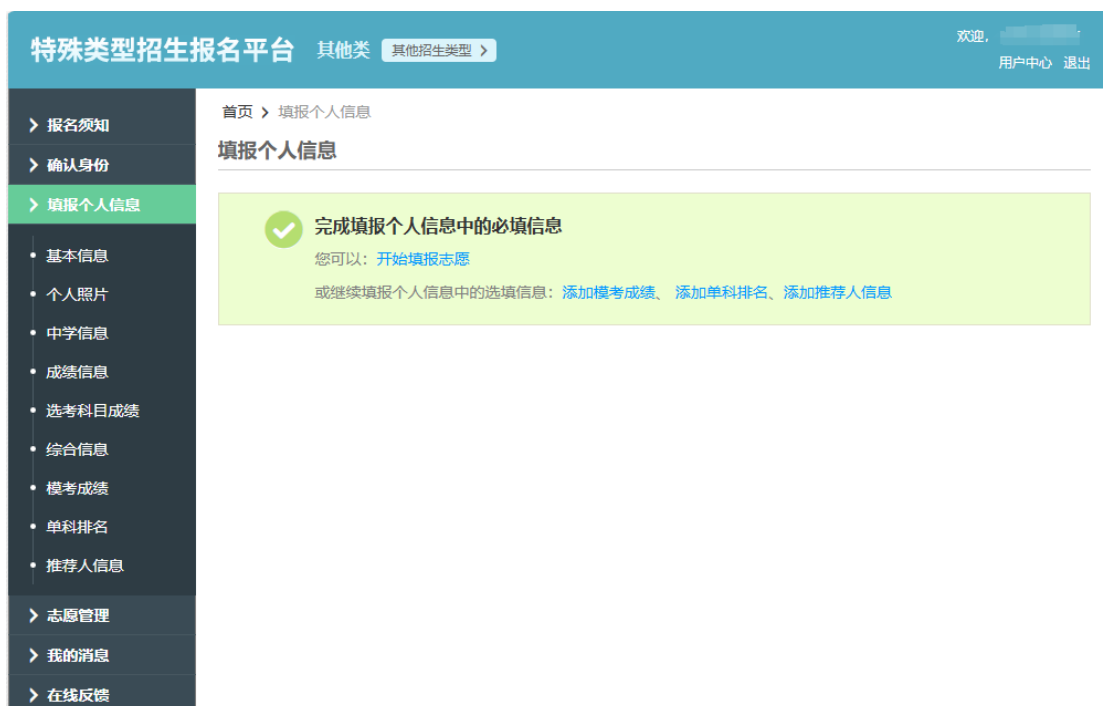 特殊类型招生报名平台 其他类 其他招生类型 >
欢迎,
用户中心 退出
> 报名须知
> 确认身份
> 填报个人信息
• 基本信息
• 个人照片
• 中学信息
• 成绩信息
• 选考科目成绩
• 综合信息
• 模考成绩
• 单科排名
• 推荐人信息
> 志愿管理
> 我的消息
> 在线反馈
首页 > 填报个人信息
填报个人信息
完成填报个人信息中的必填信息
您可以：开始填报志愿
或继续填报个人信息中的选填信息：添加模考成绩、 添加单科排名、添加推荐人信息